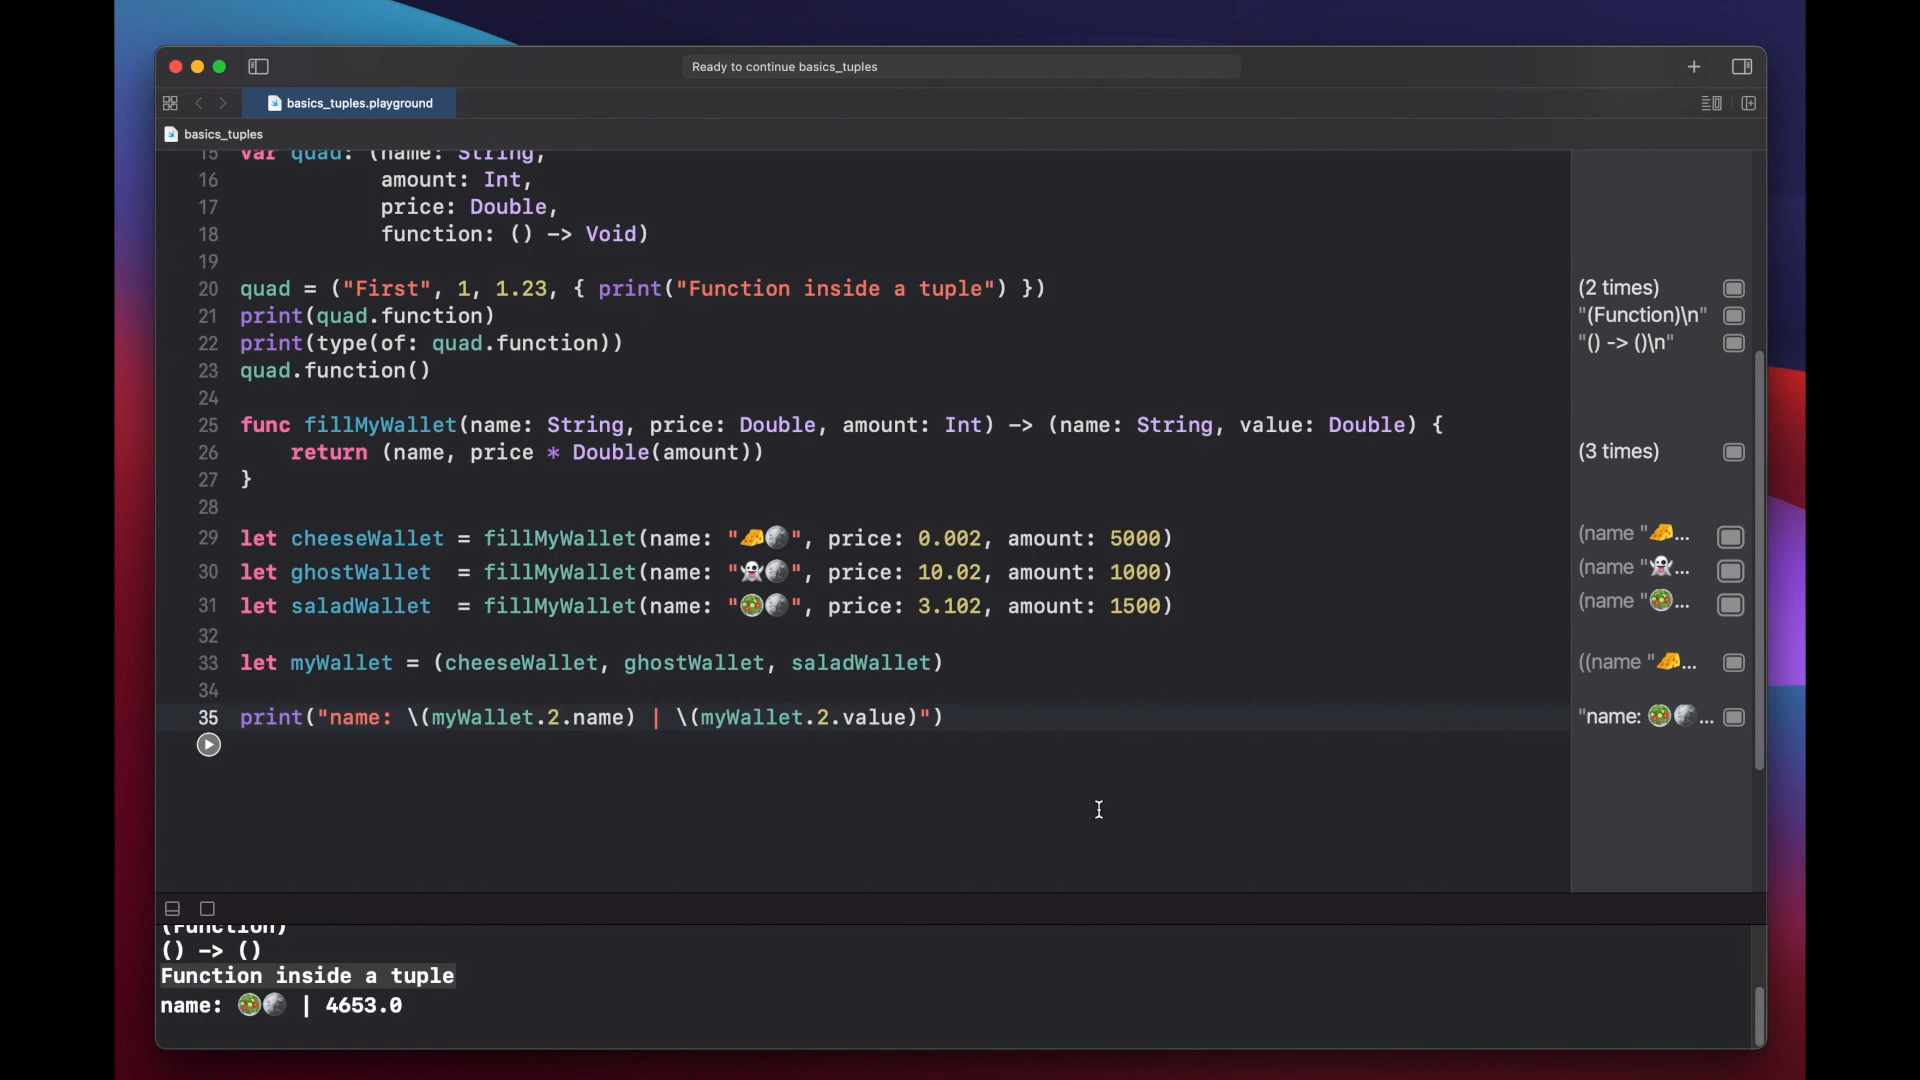 Ready to continue basics_tuples
basics_tuples.playground
basics_tuples
15 var quad: (name: String,
16 amount: Int,
17 price: Double,
18 function: () -> Void)
19
20 quad = ("First", 1, 1.23, { print("Function inside a tuple") }) (2 times)
21 print(quad.function) "(Function)\n"
22 print(type(of: quad.function)) "() -> ()\n"
23 quad.function()
24
25 func fillMyWallet(name: String, price: Double, amount: Int) -> (name: String, value: Double) {
26 return (name, price * Double(amount)) (3 times)
27 }
28
29 let cheeseWallet = fillMyWallet(name: "🧀🌕", price: 0.002, amount: 5000) (name "🧀...
30 let ghostWallet  = fillMyWallet(name: "👻🌕", price: 10.02, amount: 1000) (name "👻...
31 let saladWallet  = fillMyWallet(name: "🥗🌕", price: 3.102, amount: 1500) (name "🥗...
32
33 let myWallet = (cheeseWallet, ghostWallet, saladWallet) ((name "🧀...
34
35 print("name: \(myWallet.2.name) | \(myWallet.2.value)") "name: 🥗🌕...
(Function)
() -> ()
Function inside a tuple
name: 🥗🌕 | 4653.0